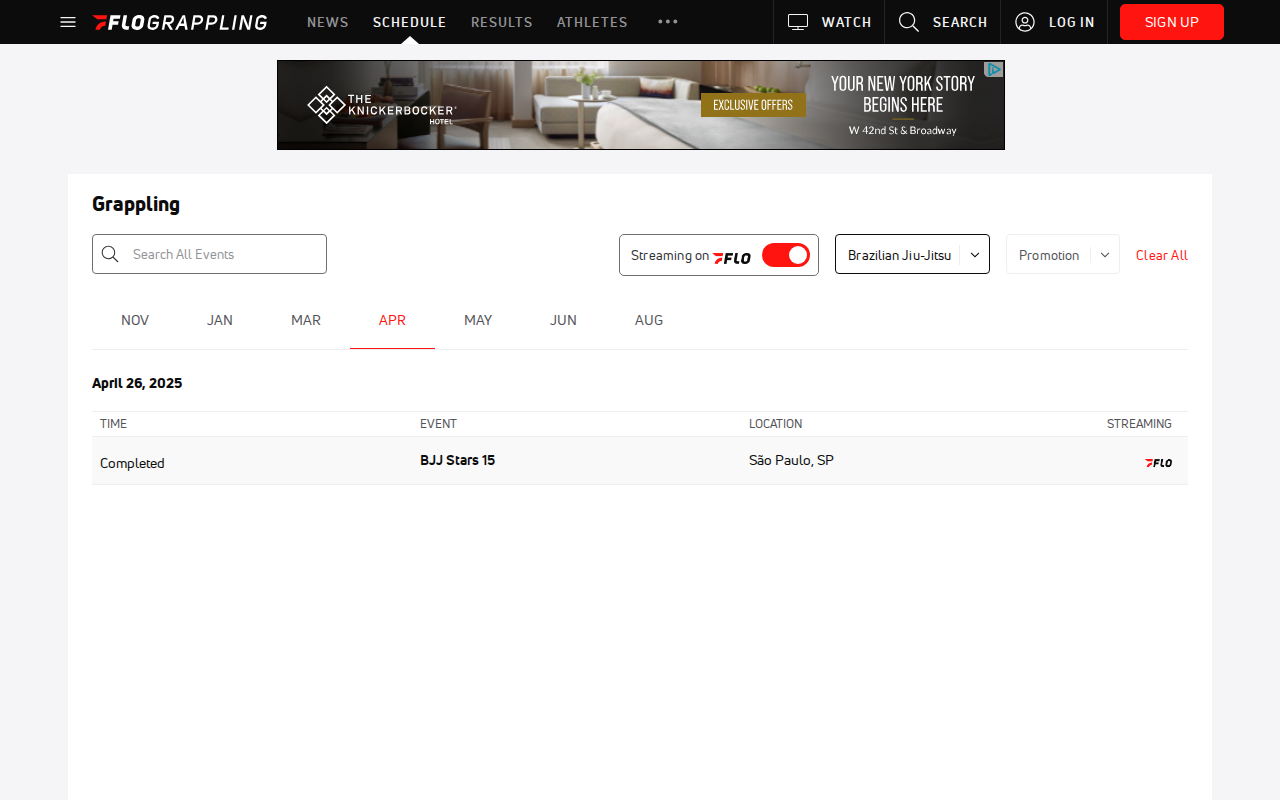 FLOGRAPPLING NEWS SCHEDULE RESULTS ATHLETES WATCH SEARCH LOG IN SIGN UP
THE KNICKERBOCKER HOTEL
EXCLUSIVE OFFERS
YOUR NEW YORK STORY
BEGINS HERE
W 42nd St & Broadway
Grappling
Search All Events
Streaming on FLO
Brazilian Jiu-Jitsu
Promotion
Clear All
NOV JAN MAR APR MAY JUN AUG
April 26, 2025
TIME EVENT LOCATION STREAMING
Completed BJJ Stars 15 São Paulo, SP FLO